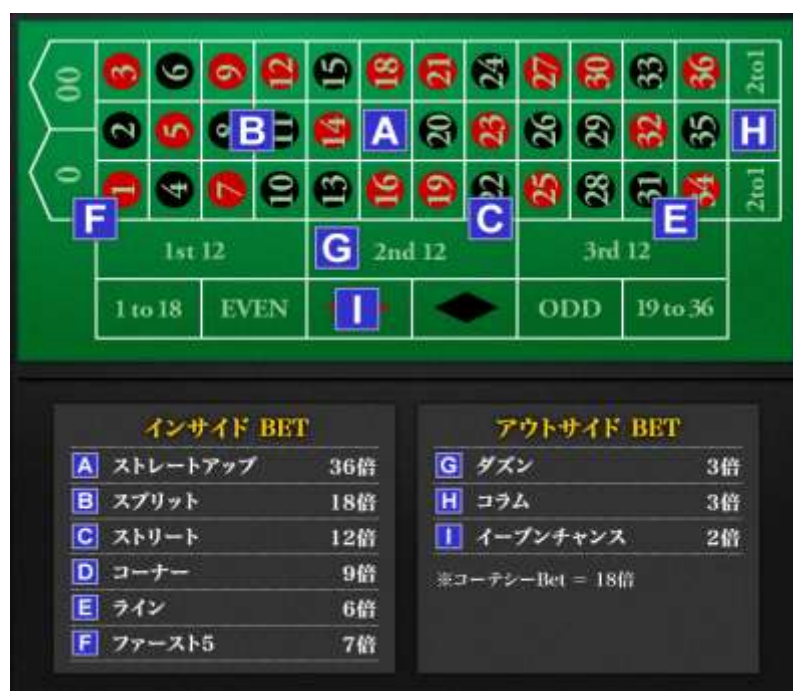 00 3 6 9 12 15 18 21 24 27 30 33 36 2to1
2 5 8 B 11 14 A 20 23 26 29 32 35 H
0 1 4 7 10 13 16 19 22 25 28 31 34 2to1
F C E
1st 12 G 2nd 12 3rd 12
1 to 18 EVEN I ODD 19 to 36
インサイド BET
A ストレートアップ 36倍
B スプリット 18倍
C ストリート 12倍
D コーナー 9倍
E ライン 6倍
F ファースト5 7倍
アウトサイド BET
G ダズン 3倍
H コラム 3倍
I イーブンチャンス 2倍
※コーテシーBet = 18倍